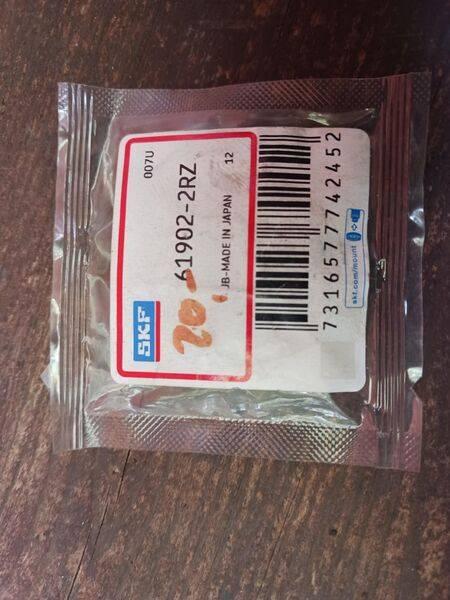 007U
12
61902-2RZ
JB-MADE IN JAPAN
SKF
20-
7316577742452
skf.com/mount